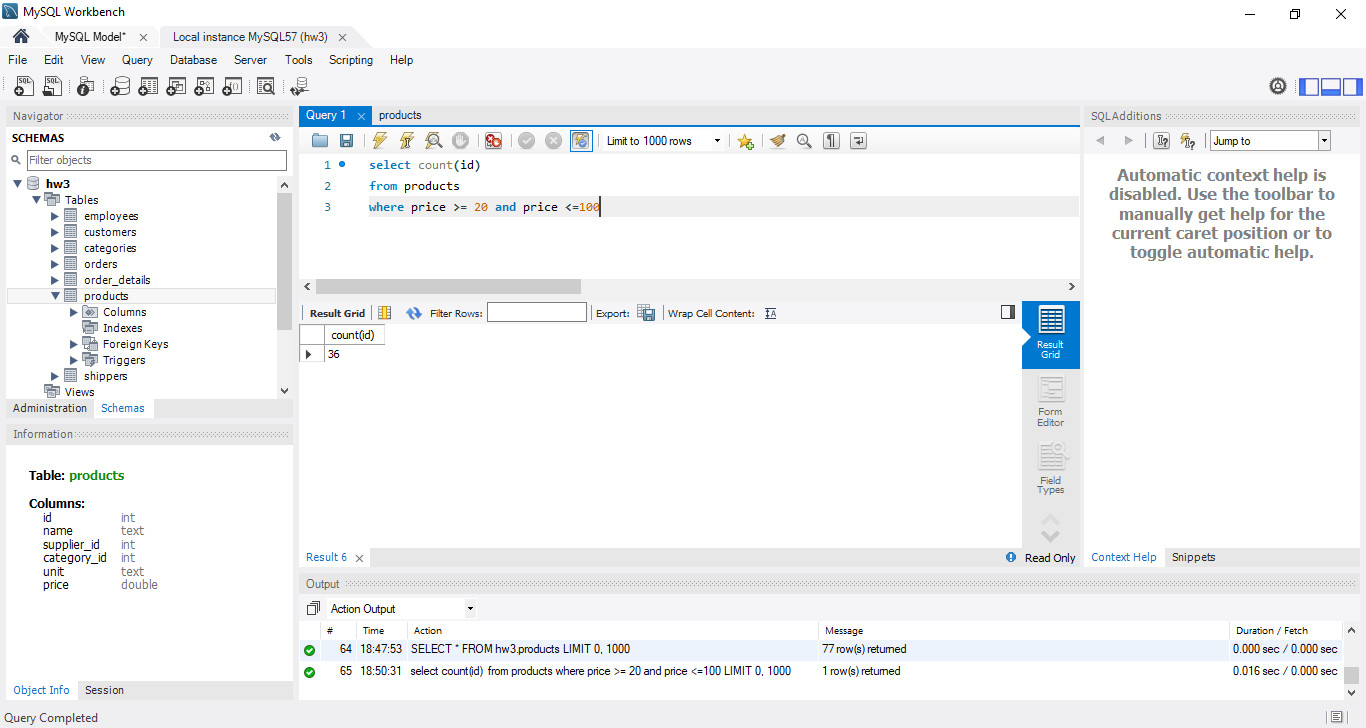 MySQL Workbench
MySQL Model*
Local instance MySQL57 (hw3)
File Edit View Query Database Server Tools Scripting Help
Navigator
SCHEMAS
Filter objects
hw3
Tables
employees
customers
categories
orders
order_details
products
Columns
Indexes
Foreign Keys
Triggers
shippers
Views
Administration Schemas
Information
Table: products
Columns:
id int
name text
supplier_id int
category_id int
unit text
price double
Object Info Session
Query 1 products
Limit to 1000 rows
1 select count(id)
2 from products
3 where price >= 20 and price <=100
Result Grid Filter Rows: Export: Wrap Cell Content:
count(id)
36
Result Grid
Form Editor
Field Types
Result 6
Read Only
SQLAdditions
Jump to
Automatic context help is
disabled. Use the toolbar to
manually get help for the
current caret position or to
toggle automatic help.
Context Help Snippets
Output
Action Output
# Time Action Message Duration / Fetch
64 18:47:53 SELECT * FROM hw3.products LIMIT 0, 1000 77 row(s) returned 0.000 sec / 0.000 sec
65 18:50:31 select count(id) from products where price >= 20 and price <=100 LIMIT 0, 1000 1 row(s) returned 0.016 sec / 0.000 sec
Query Completed